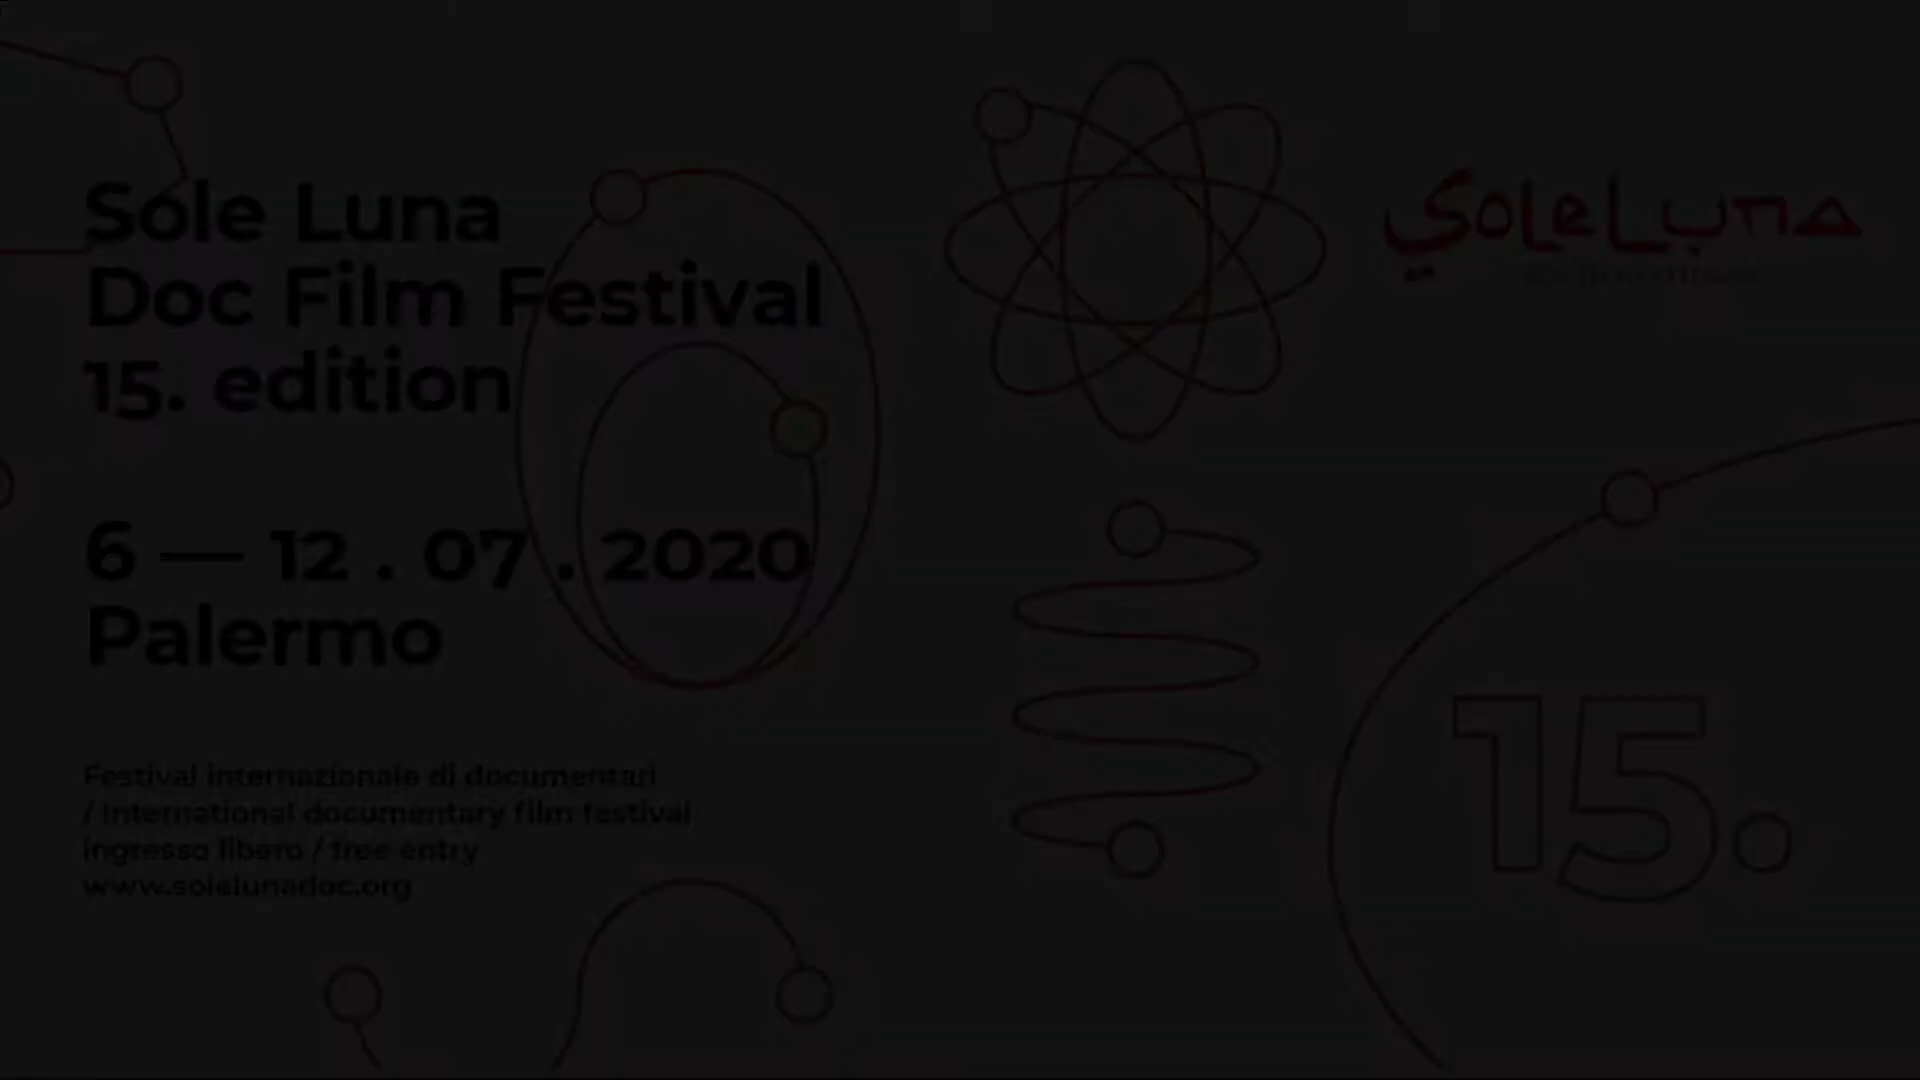 Sole Luna
Doc Film Festival
15. edition
6 — 12 . 07 . 2020
Palermo
Festival internazionale di documentari
/ International documentary film festival
ingresso libero / free entry
www.solelunadoc.org
SoleLuna
15.